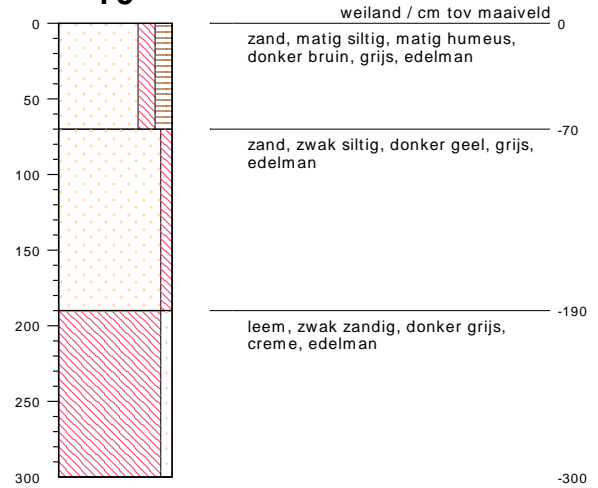 weiland / cm tov maaiveld
0 0
zand, matig siltig, matig humeus,
donker bruin, grijs, edelman
50
-70
zand, zwak siltig, donker geel, grijs,
edelman
100
150
-190
200
leem, zwak zandig, donker grijs,
creme, edelman
250
300 -300